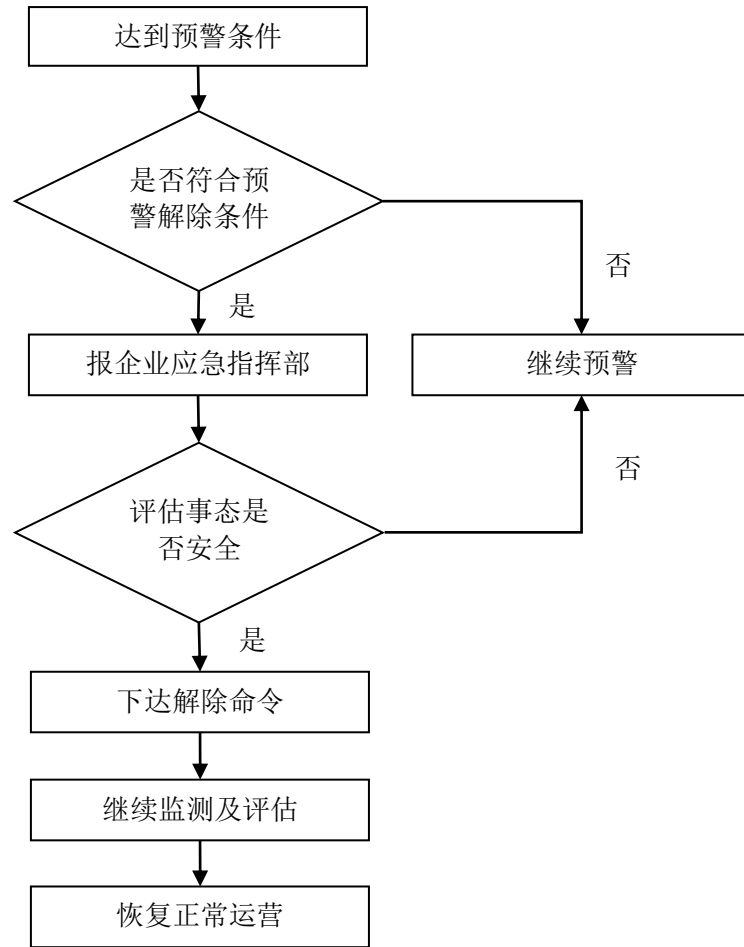 达到预警条件
是否符合预
警解除条件
否
是
报企业应急指挥部
继续预警
否
评估事态是
否安全
是
下达解除命令
继续监测及评估
恢复正常运营